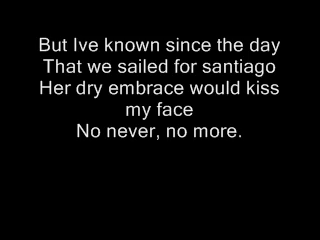 But Ive known since the day
That we sailed for santiago
Her dry embrace would kiss
my face
No never, no more.